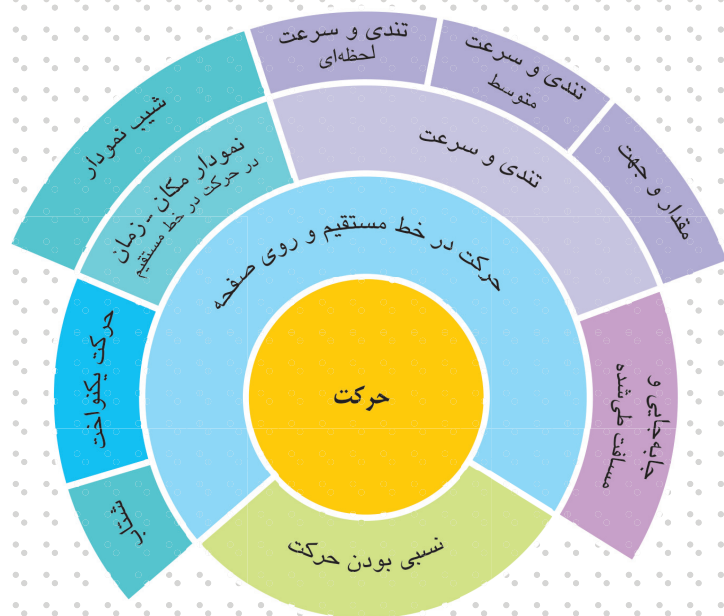 تندی و سرعت
لحظه‌ای
تندی و سرعت
متوسط
مقدار و جهت
شیب نمودار
نمودار مکان - زمان
در حرکت در خط مستقیم
تندی و سرعت
حرکت در خط مستقیم و روی صفحه
حرکت یکنواخت
شتاب
جابه‌جایی و
مسافت طی شده
حرکت
نسبی بودن حرکت